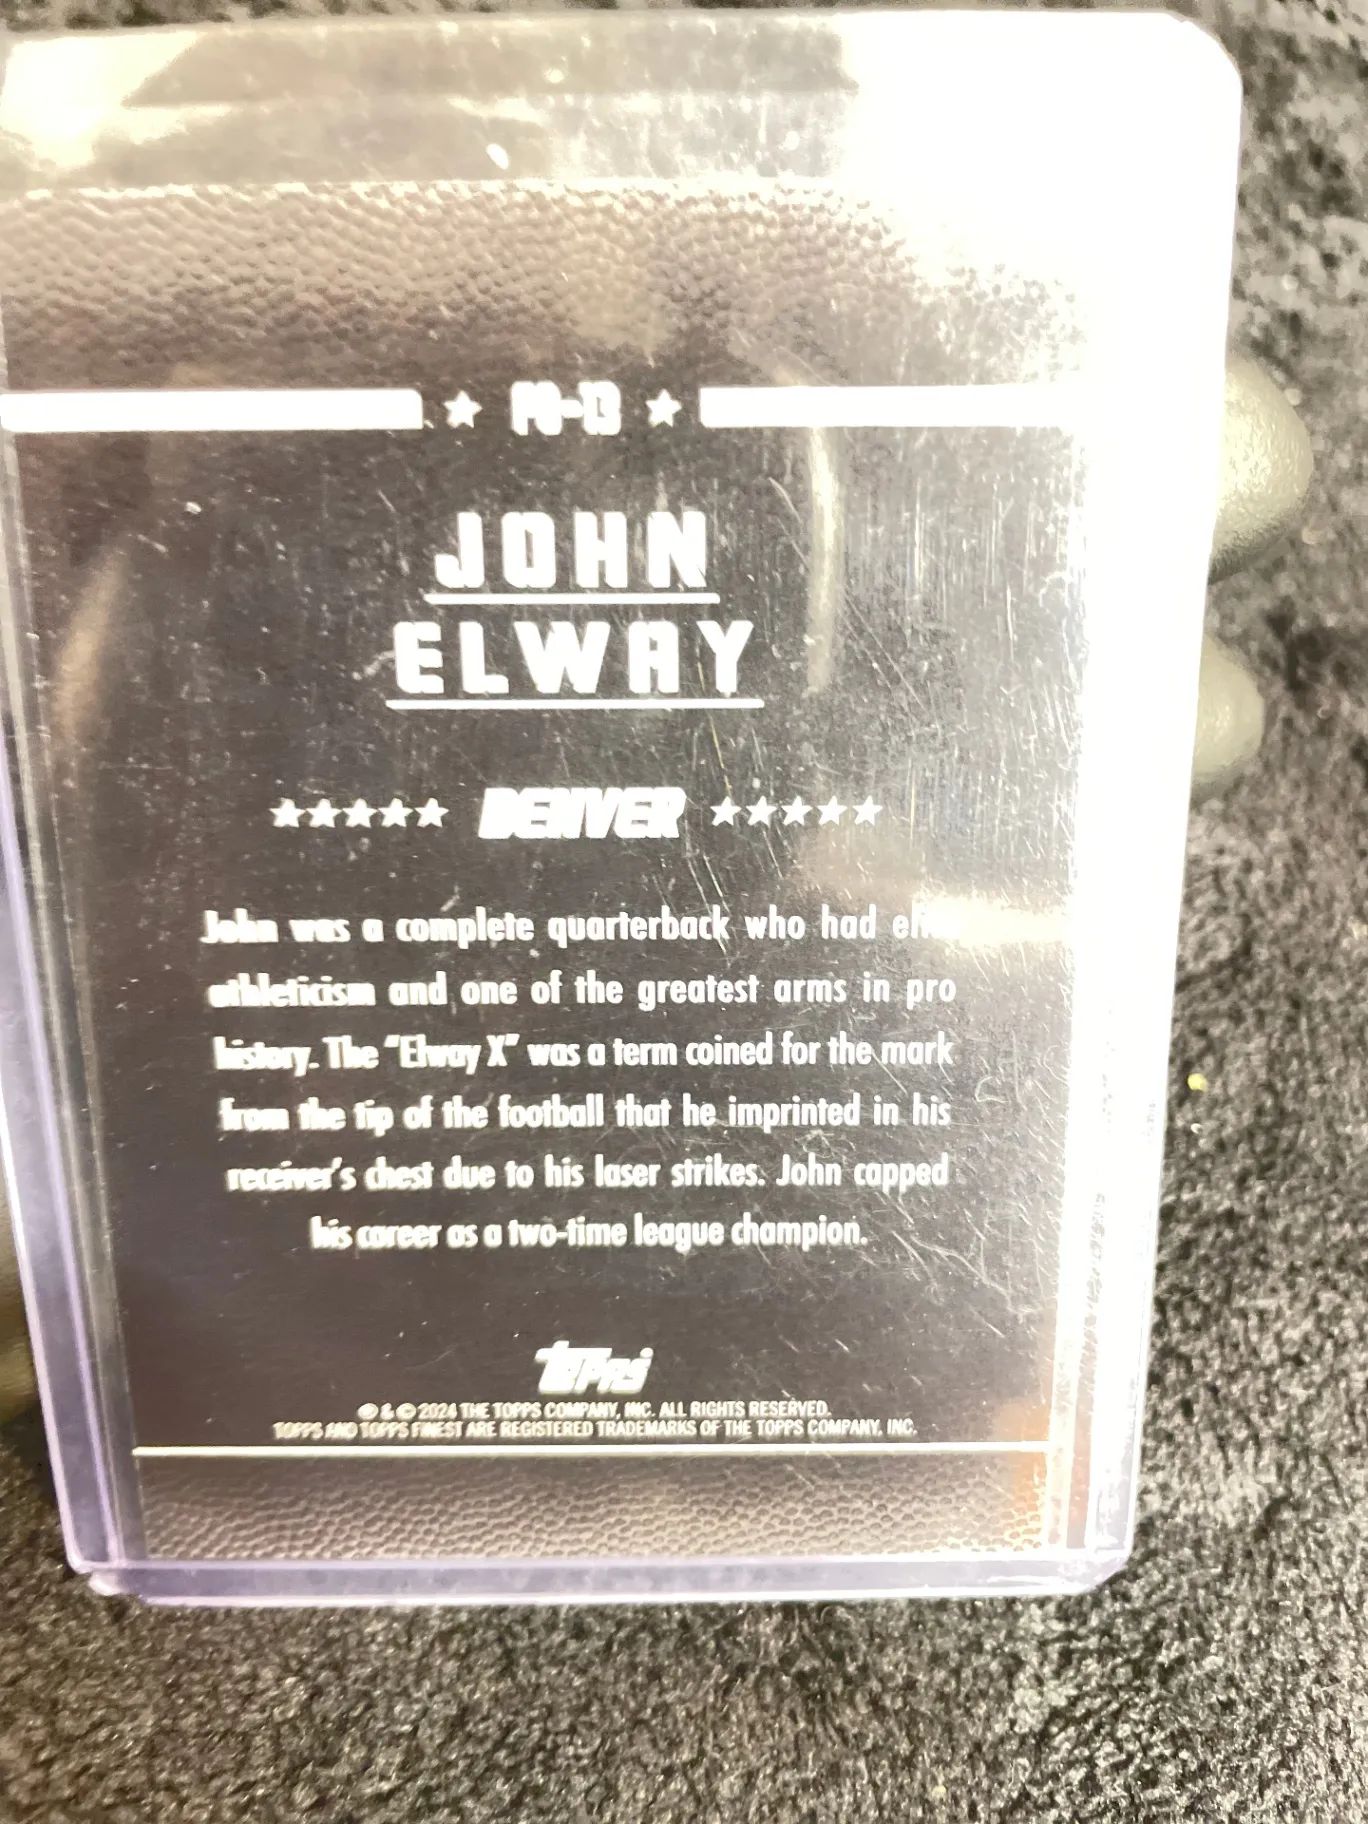 ★ PG-13 ★
JOHN
ELWAY
★★★★★ DENVER ★★★★★
John was a complete quarterback who had
athleticism and one of the greatest arms in pro
history. The “Elway X” was a term coined for the mark
from the tip of the football that he imprinted in his
receiver's chest due to his laser strikes. John capped
his career as a two-time league champion.
Topps
® & © 2024 THE TOPPS COMPANY, INC. ALL RIGHTS RESERVED.
TOPPS AND TOPPS FINEST ARE REGISTERED TRADEMARKS OF THE TOPPS COMPANY, INC.